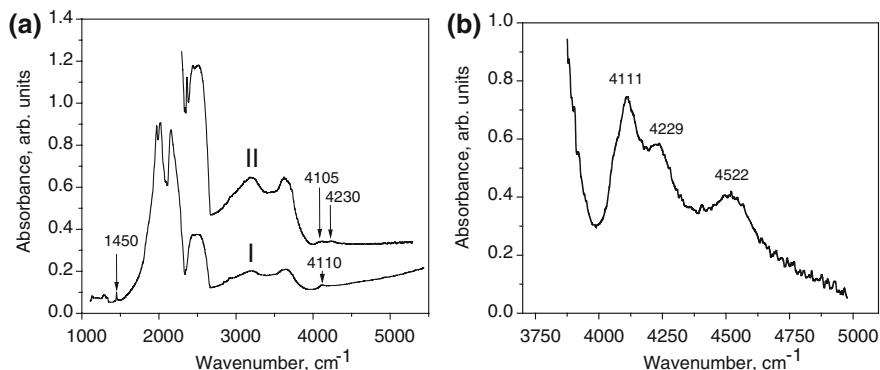 (a)
Absorbance, arb. units
1.4
1.2
1.0
0.8
0.6
0.4
0.2
0.0
1450
II
I
4105
4230
4110
1000 2000 3000 4000 5000
Wavenumber, cm-1
(b)
Absorbance, arb. units
1.0
0.8
0.6
0.4
0.2
0.0
4111
4229
4522
3750 4000 4250 4500 4750 5000
Wavenumber, cm-1